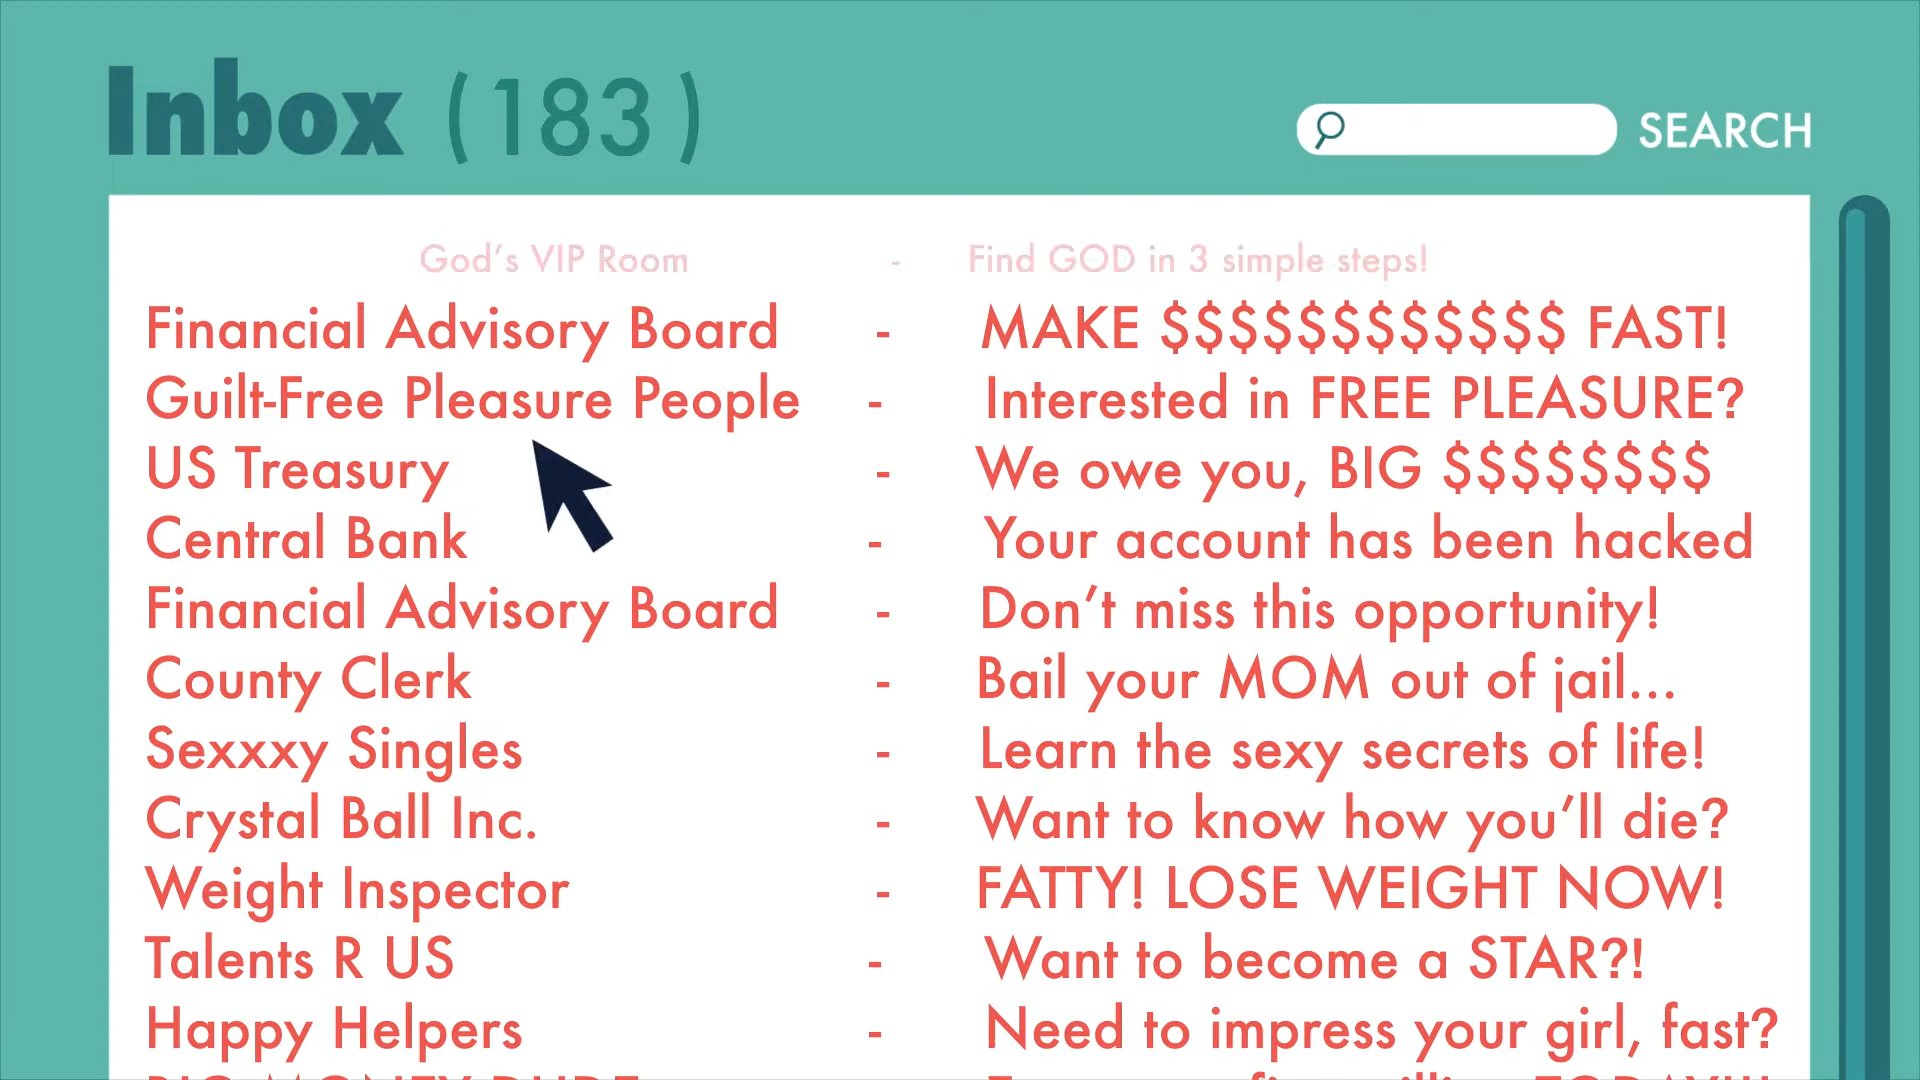 Inbox (183)
SEARCH
God's VIP Room - Find GOD in 3 simple steps!
Financial Advisory Board - MAKE $$$$$$$$$$$$ FAST!
Guilt-Free Pleasure People - Interested in FREE PLEASURE?
US Treasury - We owe you, BIG $$$$$$$$
Central Bank - Your account has been hacked
Financial Advisory Board - Don't miss this opportunity!
County Clerk - Bail your MOM out of jail...
Sexxxy Singles - Learn the sexy secrets of life!
Crystal Ball Inc. - Want to know how you'll die?
Weight Inspector - FATTY! LOSE WEIGHT NOW!
Talents R US - Want to become a STAR?!
Happy Helpers - Need to impress your girl, fast?